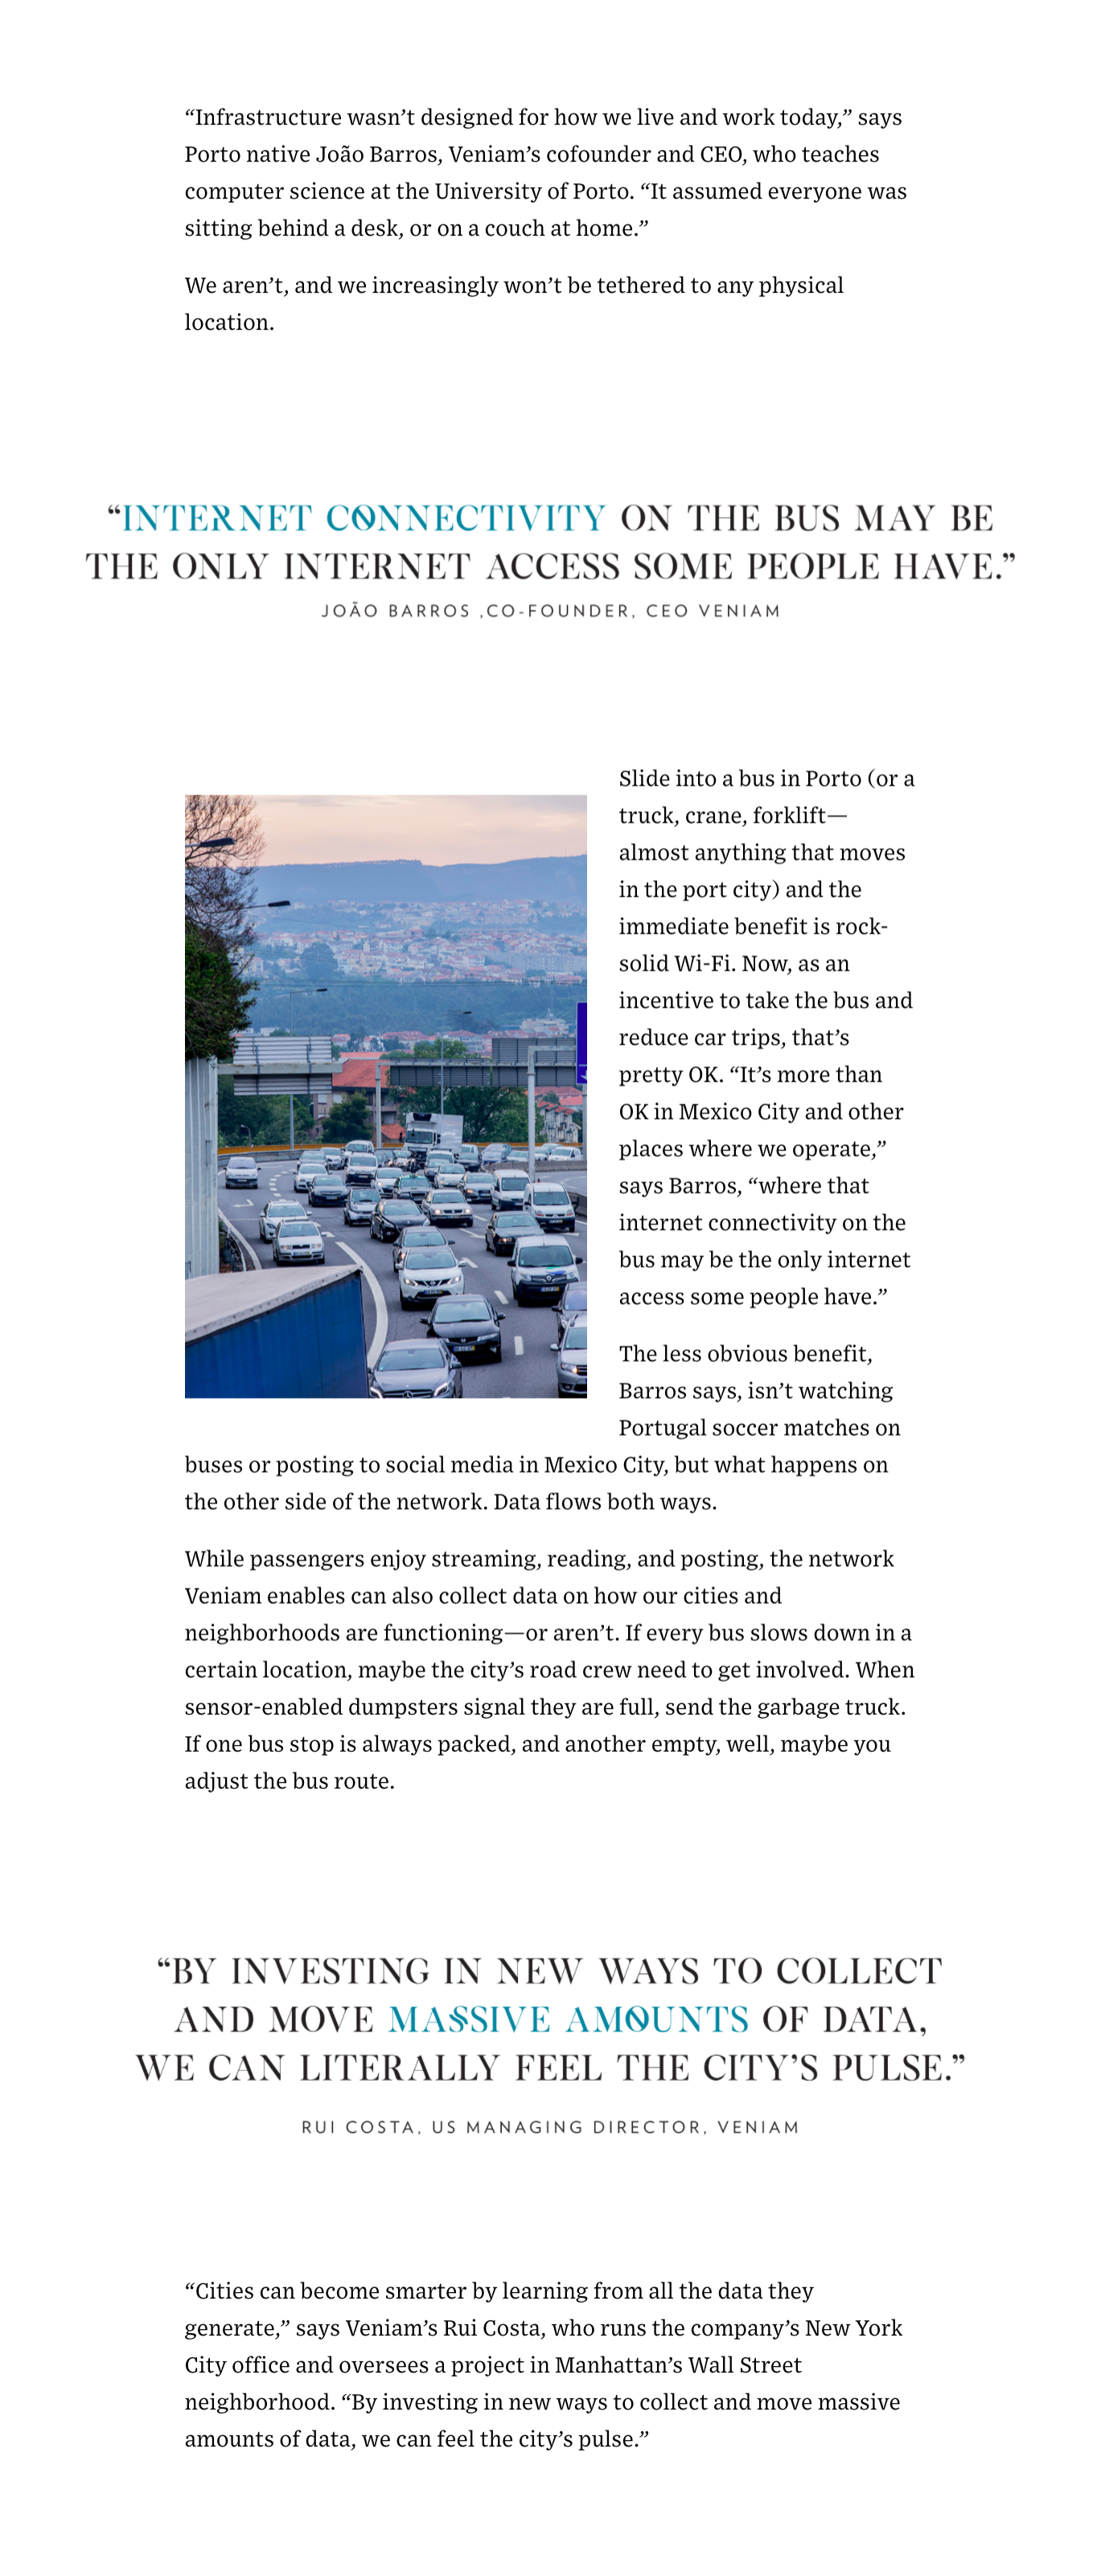 “Infrastructure wasn’t designed for how we live and work today,” says
Porto native João Barros, Veniam’s cofounder and CEO, who teaches
computer science at the University of Porto. “It assumed everyone was
sitting behind a desk, or on a couch at home.”
We aren’t, and we increasingly won’t be tethered to any physical
location.
“INTERNET CONNECTIVITY ON THE BUS MAY BE
THE ONLY INTERNET ACCESS SOME PEOPLE HAVE.”
JOÃO BARROS ,CO-FOUNDER, CEO VENIAM
Slide into a bus in Porto (or a
truck, crane, forklift—
almost anything that moves
in the port city) and the
immediate benefit is rock-
solid Wi-Fi. Now, as an
incentive to take the bus and
reduce car trips, that’s
pretty OK. “It’s more than
OK in Mexico City and other
places where we operate,”
says Barros, “where that
internet connectivity on the
bus may be the only internet
access some people have.”
The less obvious benefit,
Barros says, isn’t watching
Portugal soccer matches on
buses or posting to social media in Mexico City, but what happens on
the other side of the network. Data flows both ways.
While passengers enjoy streaming, reading, and posting, the network
Veniam enables can also collect data on how our cities and
neighborhoods are functioning—or aren’t. If every bus slows down in a
certain location, maybe the city’s road crew need to get involved. When
sensor-enabled dumpsters signal they are full, send the garbage truck.
If one bus stop is always packed, and another empty, well, maybe you
adjust the bus route.
“BY INVESTING IN NEW WAYS TO COLLECT
AND MOVE MASSIVE AMOUNTS OF DATA,
WE CAN LITERALLY FEEL THE CITY’S PULSE.”
RUI COSTA, US MANAGING DIRECTOR, VENIAM
“Cities can become smarter by learning from all the data they
generate,” says Veniam’s Rui Costa, who runs the company’s New York
City office and oversees a project in Manhattan’s Wall Street
neighborhood. “By investing in new ways to collect and move massive
amounts of data, we can feel the city’s pulse.”